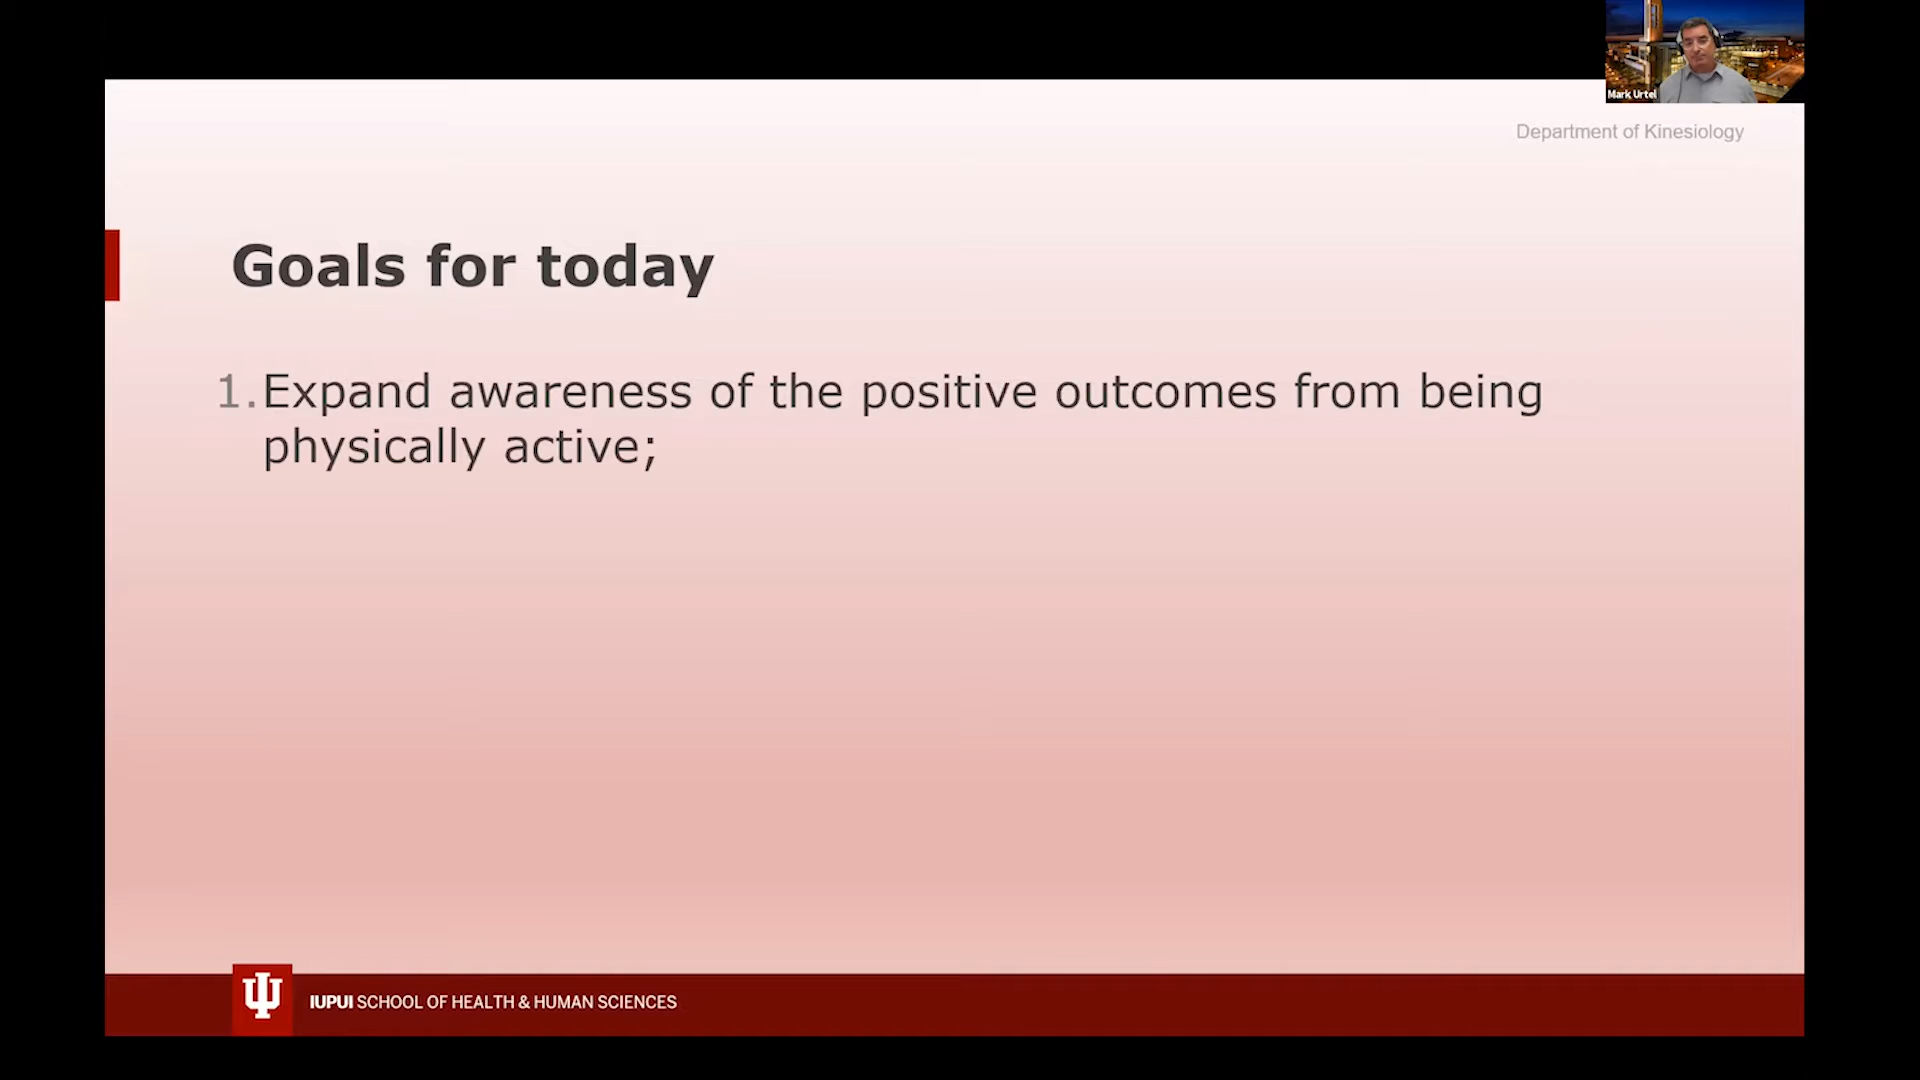 Mark Urtel
Department of Kinesiology
Goals for today
1. Expand awareness of the positive outcomes from being
physically active;
IUPUI SCHOOL OF HEALTH & HUMAN SCIENCES